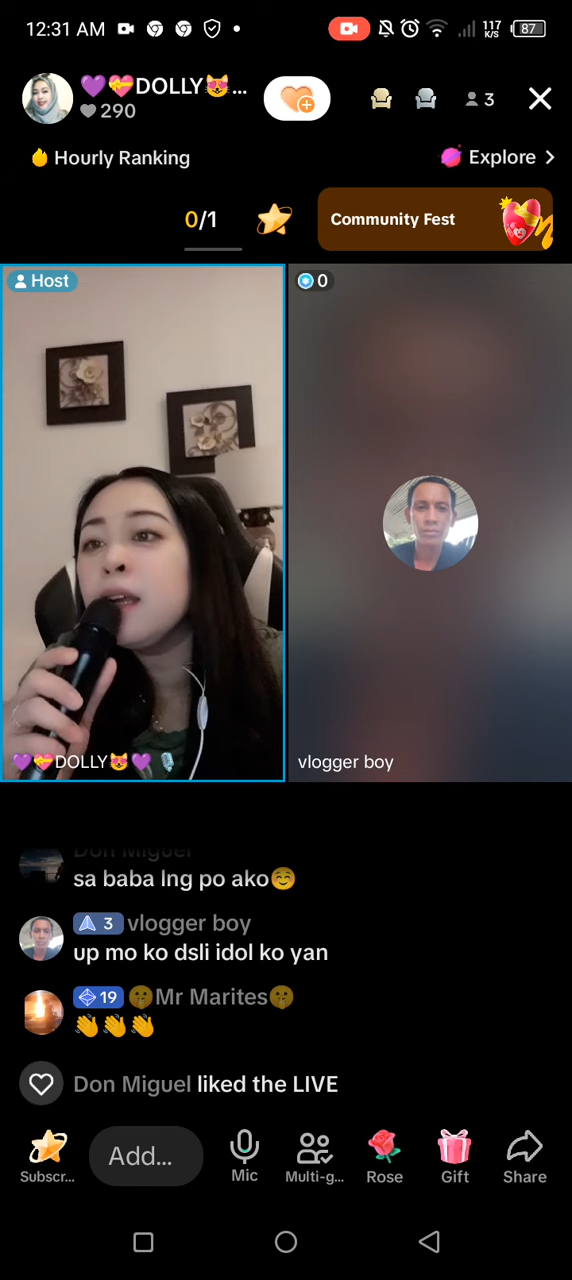 12:31 AM
117
K/S
87
💜💝DOLLY😻...
290
3
Hourly Ranking
Explore
0/1
Community Fest
Host
0
💜💝DOLLY😻💜🎙️
vlogger boy
Don Miguel
sa baba lng po ako☺️
3 vlogger boy
up mo ko dsli idol ko yan
19 🤫Mr Marites🤫
👏👏👏
Don Miguel liked the LIVE
Add...
Subscr...
Mic
Multi-g...
Rose
Gift
Share